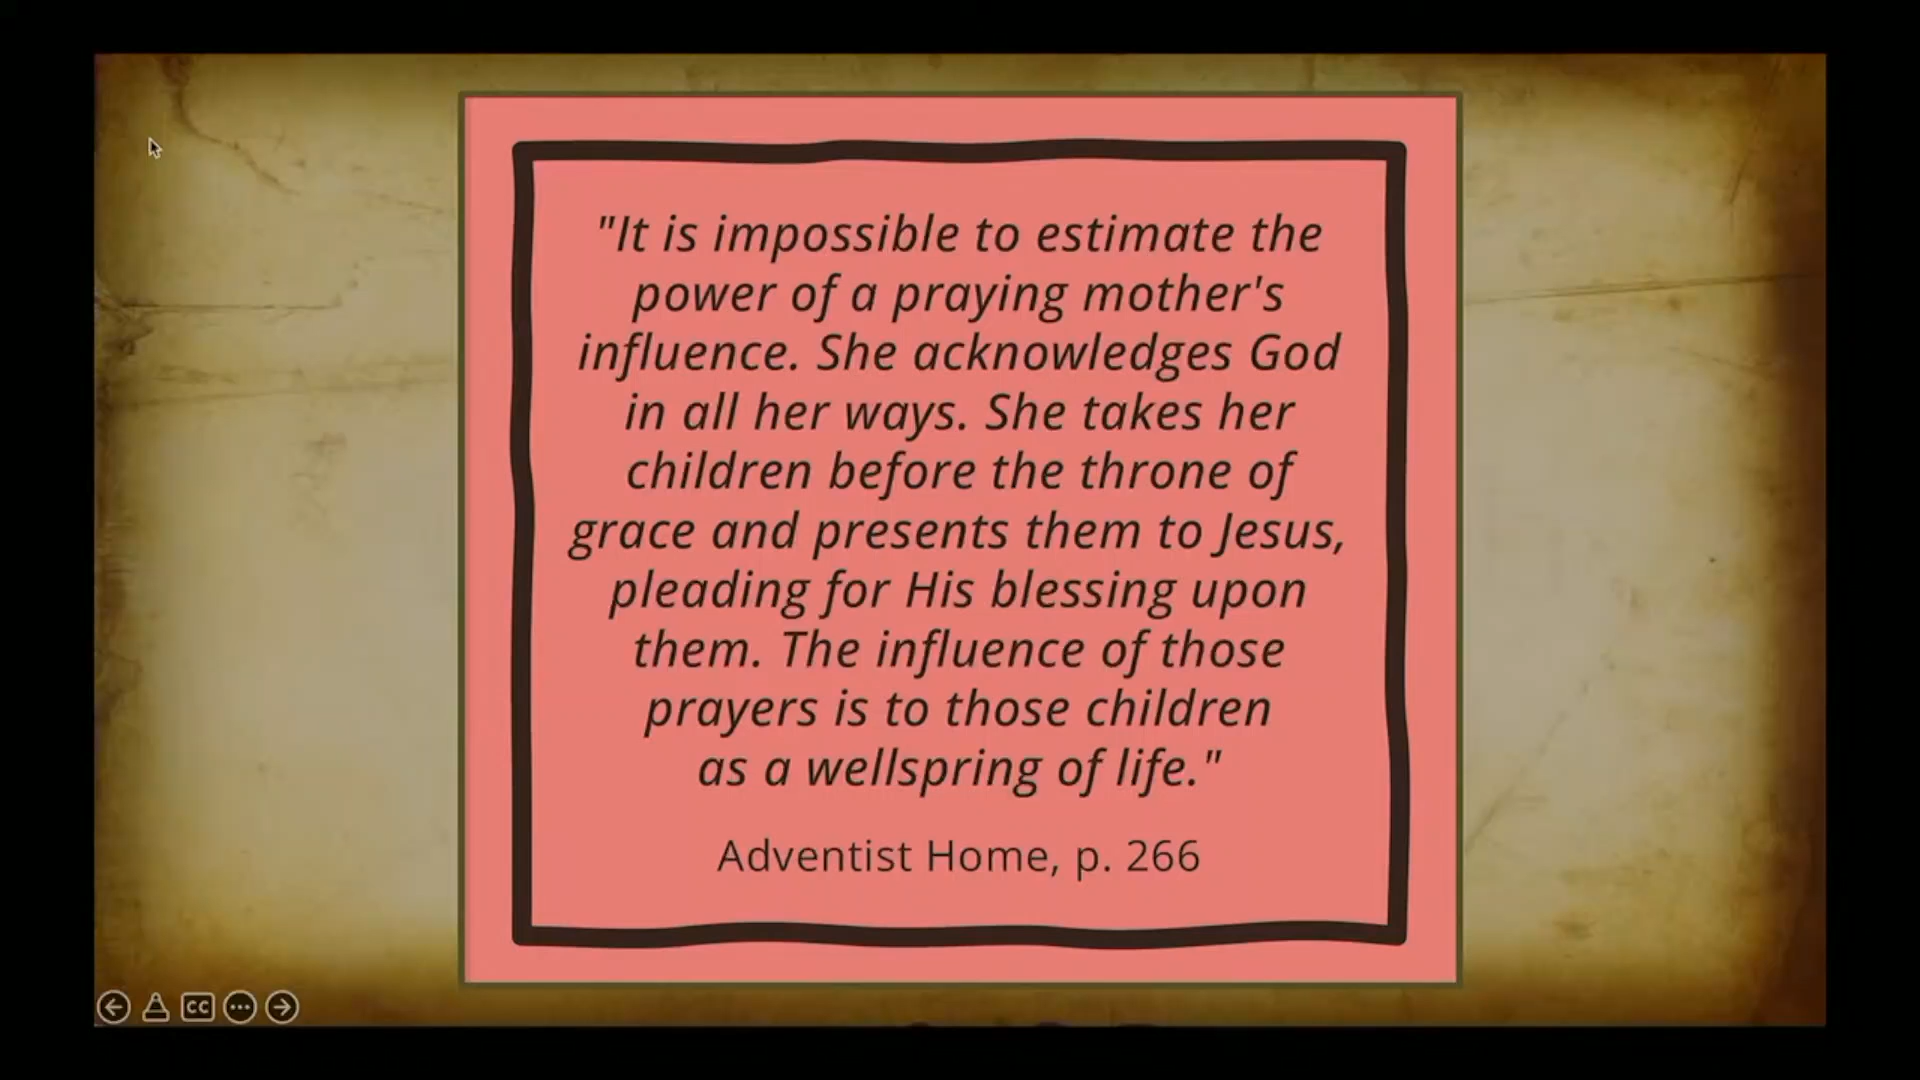 "It is impossible to estimate the
power of a praying mother's
influence. She acknowledges God
in all her ways. She takes her
children before the throne of
grace and presents them to Jesus,
pleading for His blessing upon
them. The influence of those
prayers is to those children
as a wellspring of life."
Adventist Home, p. 266
CC